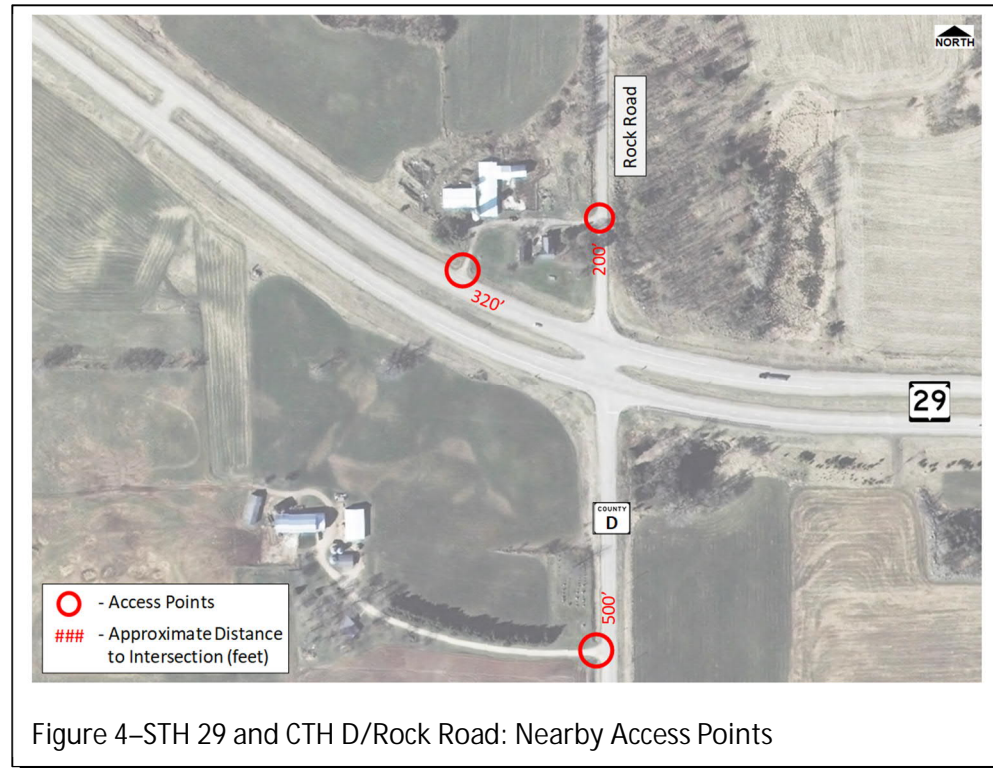 NORTH
Rock Road
200'
320'
29
COUNTY
D
500'
- Access Points
### - Approximate Distance
to Intersection (feet)
Figure 4–STH 29 and CTH D/Rock Road: Nearby Access Points